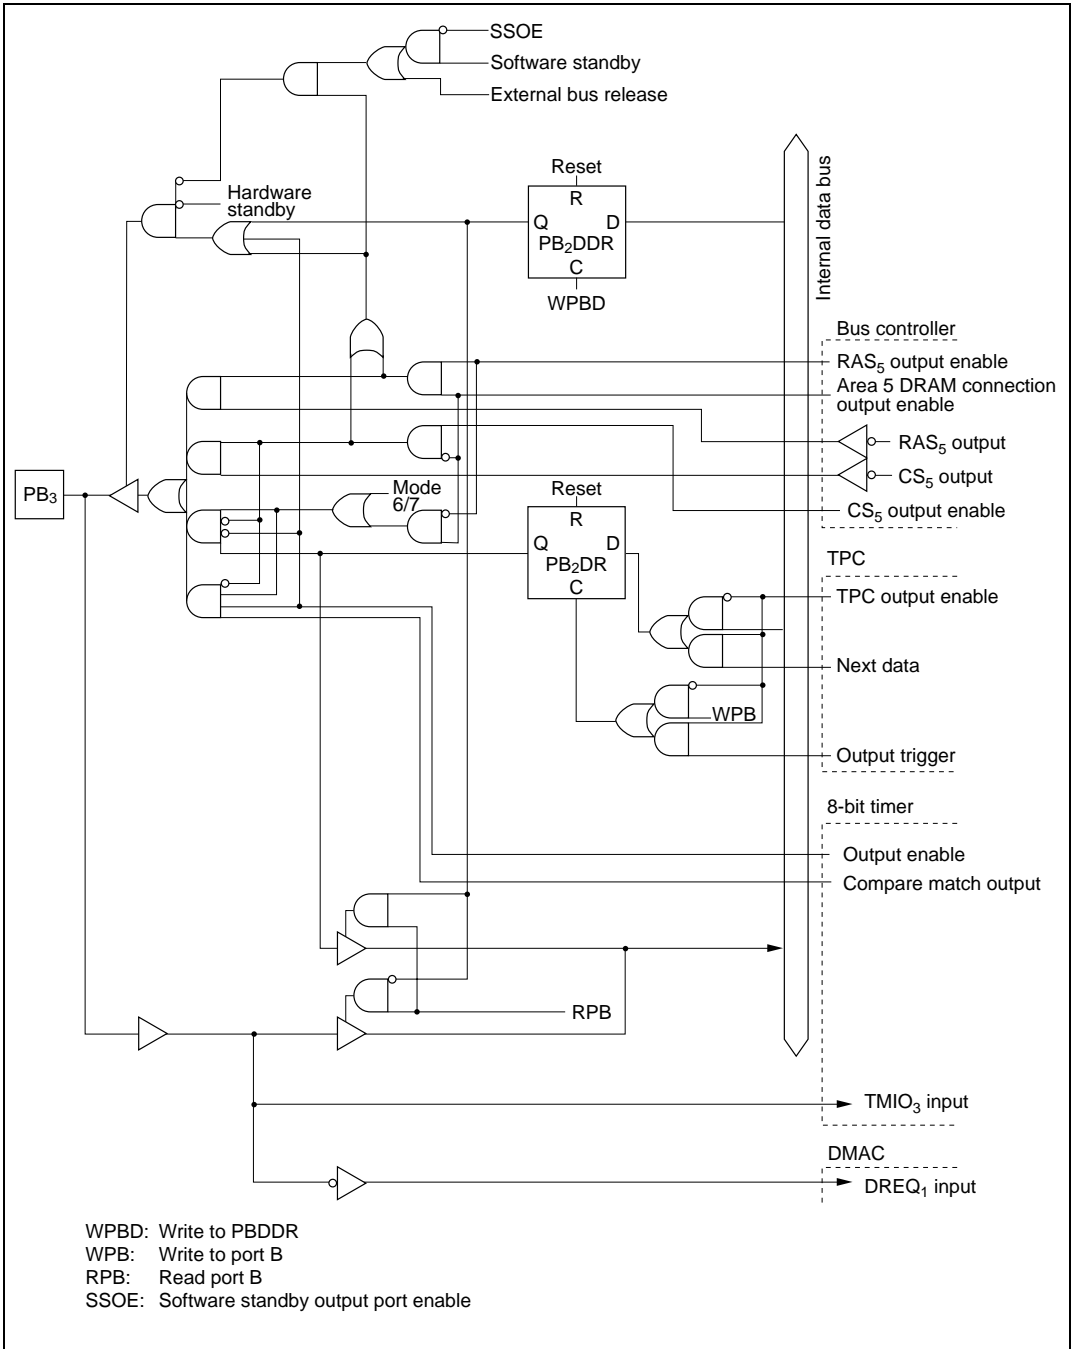 SSOE
Software standby
External bus release
Hardware
standby
Reset
R
Q D
PB2DDR
C
WPBD
Internal data bus
Bus controller
RAS5 output enable
Area 5 DRAM connection
output enable
RAS5 output
CS5 output
CS5 output enable
PB3
Mode
6/7
Reset
R
Q D
PB2DR
C
TPC
TPC output enable
Next data
WPB
Output trigger
8-bit timer
Output enable
Compare match output
RPB
TMIO3 input
DMAC
DREQ1 input
WPBD: Write to PBDDR
WPB: Write to port B
RPB: Read port B
SSOE: Software standby output port enable